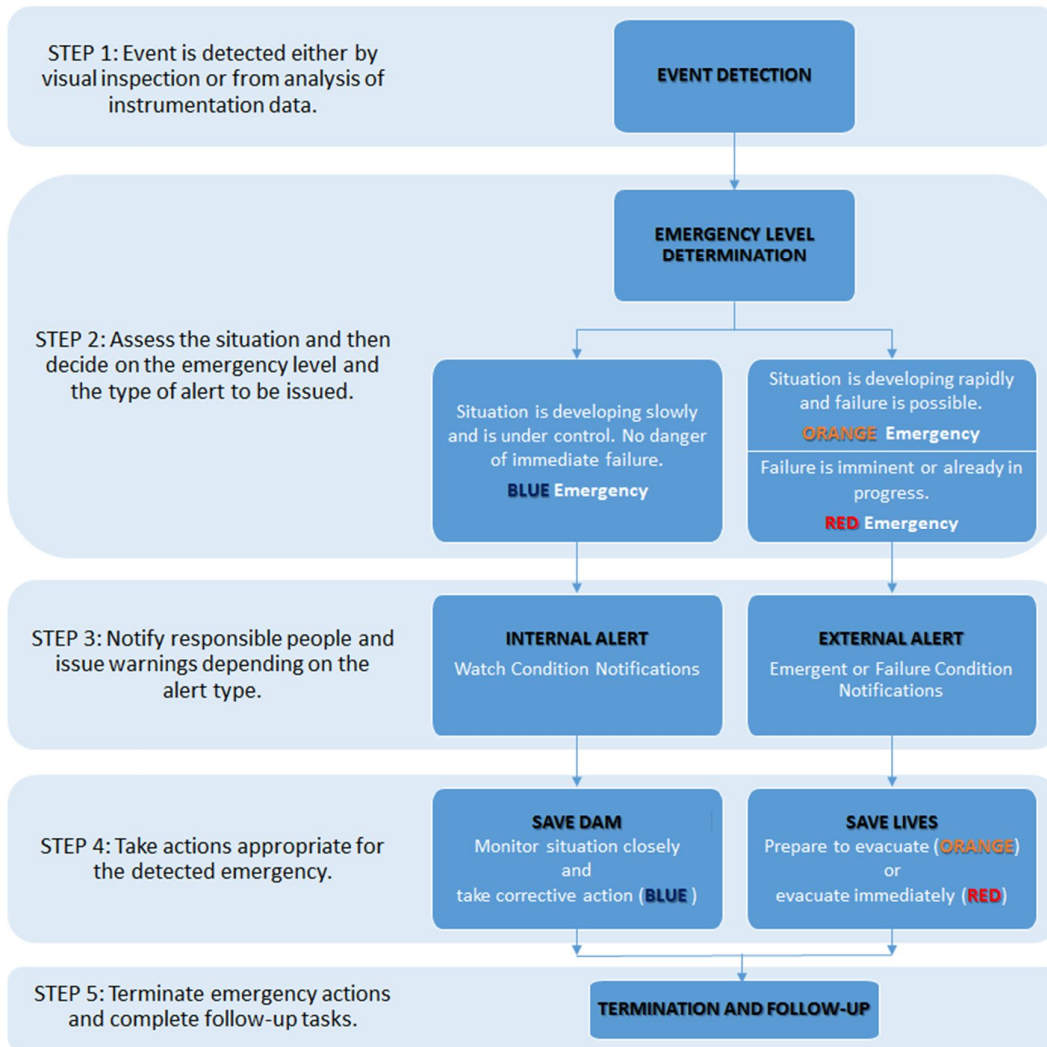 STEP 1: Event is detected either by
visual inspection or from analysis of
instrumentation data.
EVENT DETECTION
EMERGENCY LEVEL
DETERMINATION
STEP 2: Assess the situation and then
decide on the emergency level and
the type of alert to be issued.
Situation is developing slowly
and is under control. No danger
of immediate failure.
BLUE Emergency
Situation is developing rapidly
and failure is possible.
ORANGE Emergency
Failure is imminent or already in
progress.
RED Emergency
STEP 3: Notify responsible people and
issue warnings depending on the
alert type.
INTERNAL ALERT
Watch Condition Notifications
EXTERNAL ALERT
Emergent or Failure Condition
Notifications
STEP 4: Take actions appropriate for
the detected emergency.
SAVE DAM
Monitor situation closely
and
take corrective action (BLUE )
SAVE LIVES
Prepare to evacuate (ORANGE)
or
evacuate immediately (RED)
STEP 5: Terminate emergency actions
and complete follow-up tasks.
TERMINATION AND FOLLOW-UP